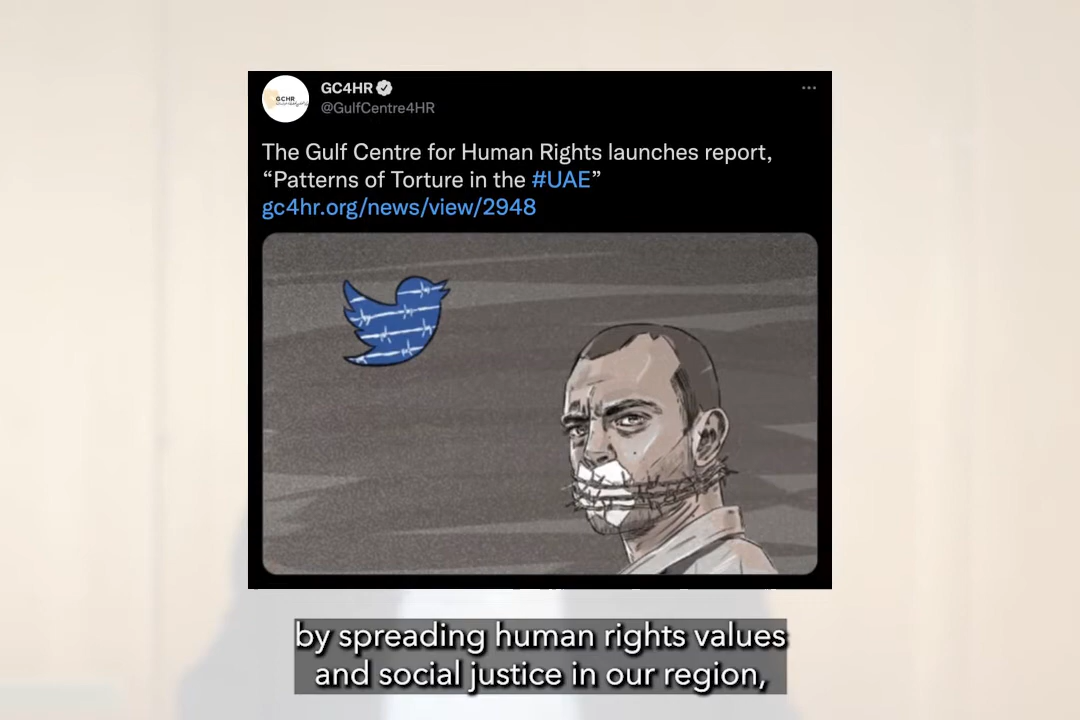 GCHR
GC4HR
@GulfCentre4HR
The Gulf Centre for Human Rights launches report,
“Patterns of Torture in the #UAE”
gc4hr.org/news/view/2948
by spreading human rights values
and social justice in our region,